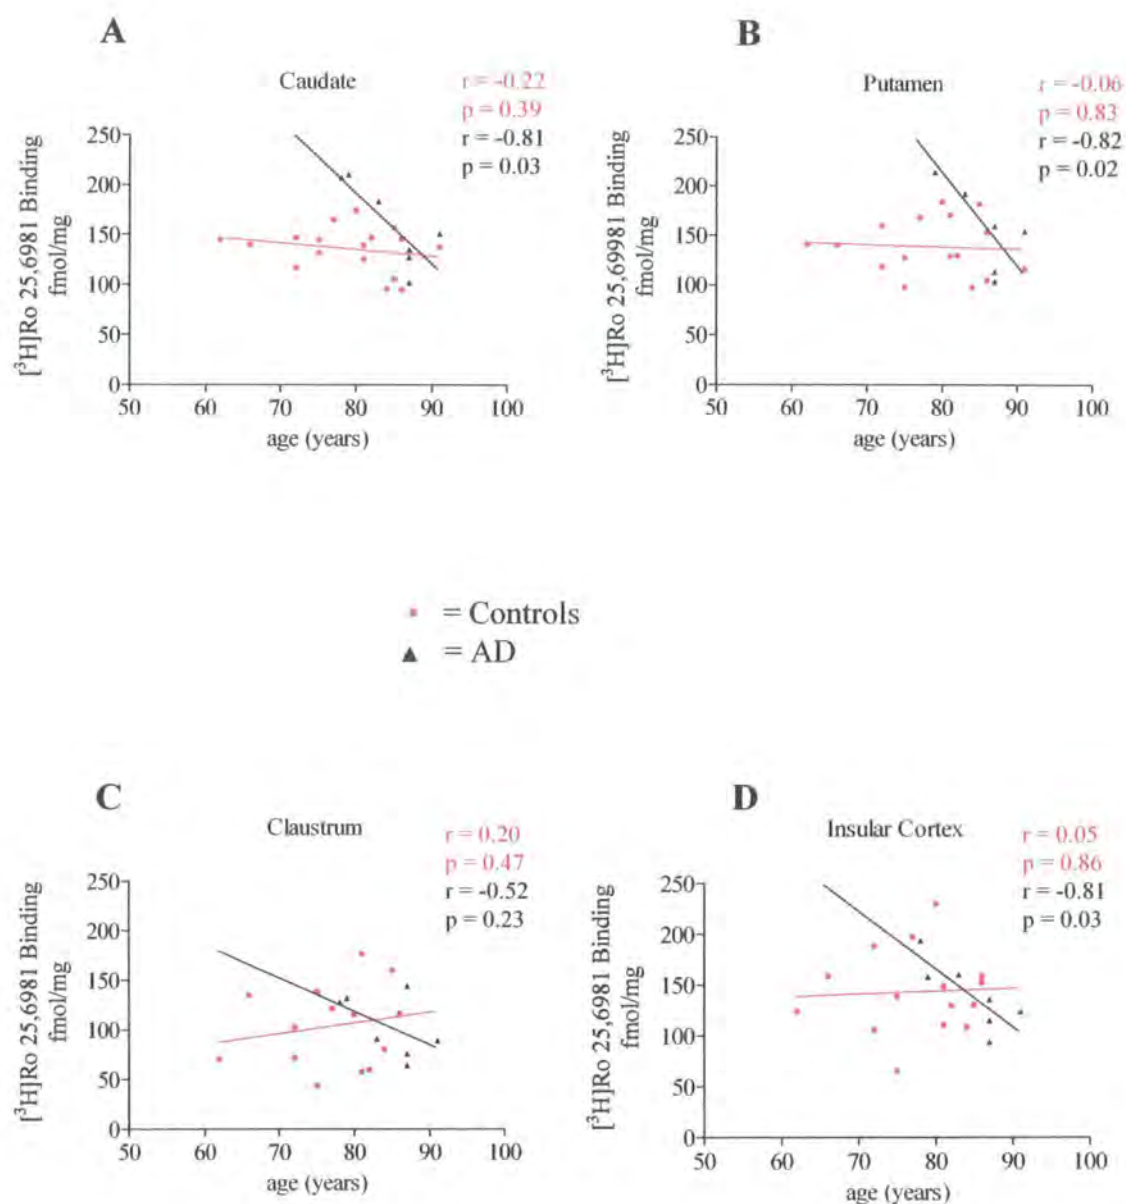 A
Caudate
r = -0.22
p = 0.39
r = -0.81
p = 0.03
[³H]Ro 25,6981 Binding
fmol/mg
250
200
150
100
50
0
50 60 70 80 90 100
age (years)
B
Putamen
r = -0.06
p = 0.83
r = -0.82
p = 0.02
[³H]Ro 25,69981 Binding
fmol/mg
250
200
150
100
50
0
50 60 70 80 90 100
age (years)
= Controls
= AD
C
Claustrum
r = 0.20
p = 0.47
r = -0.52
p = 0.23
[³H]Ro 25,6981 Binding
fmol/mg
250
200
150
100
50
0
50 60 70 80 90 100
age (years)
D
Insular Cortex
r = 0.05
p = 0.86
r = -0.81
p = 0.03
[³H]Ro 25,6981 Binding
fmol/mg
250
200
150
100
50
0
50 60 70 80 90 100
age (years)